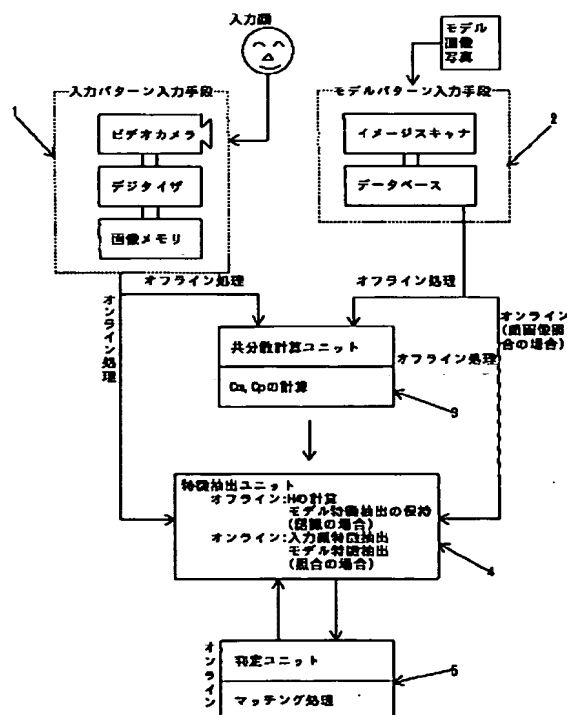 入力顔
モデル
画像
写真
1
入力パターン入力手段
ビデオカメラ
デジタイザ
画像メモリ
モデルパターン入力手段
イメージスキャナ
データベース
2
オフライン処理
オフライン処理
オンライン処理
オンライン
(顔画像照
合の場合)
共分散計算ユニット
オフライン処理
Ca,Cpの計算
3
特徴抽出ユニット
オフライン:H0計算
モデル特徴抽出の保持
(認識の場合)
オンライン:入力顔特徴抽出
モデル特徴抽出
(照合の場合)
4
オンライン
判定ユニット
マッチング処理
5